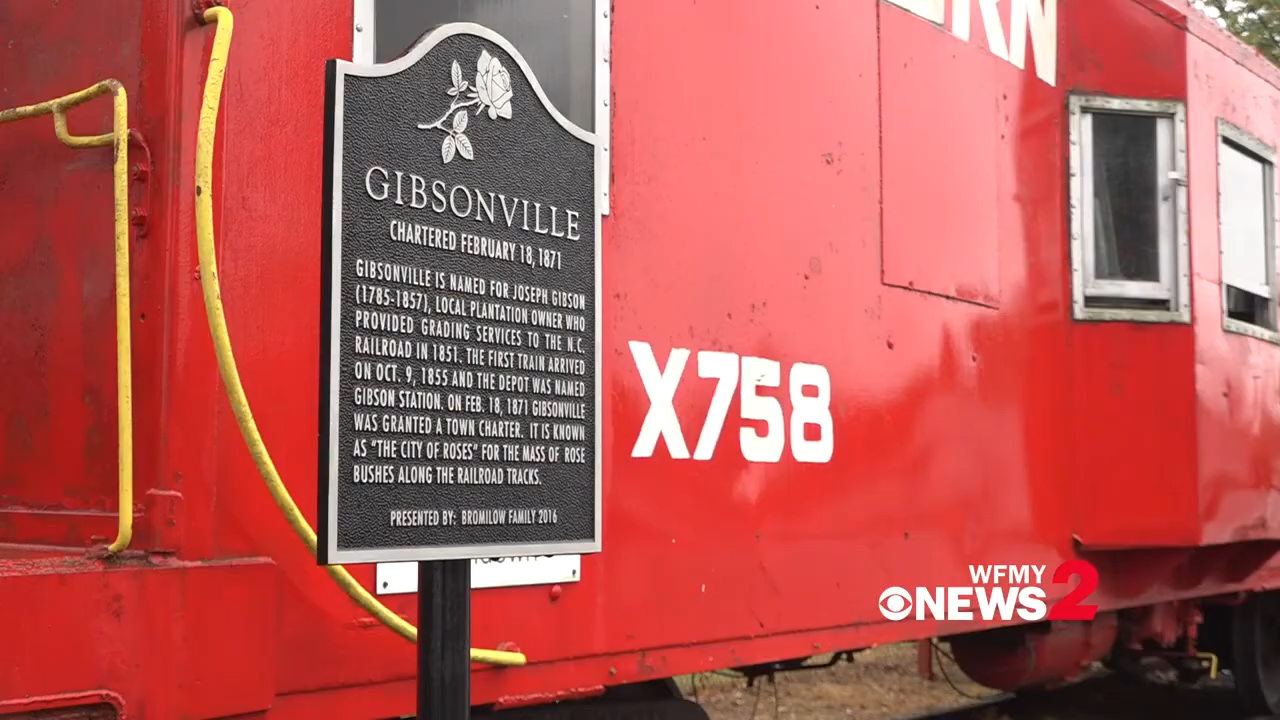 RN
GIBSONVILLE
CHARTERED FEBRUARY 18, 1871
GIBSONVILLE IS NAMED FOR JOSEPH GIBSON
(1785-1857), LOCAL PLANTATION OWNER WHO
PROVIDED GRADING SERVICES TO THE N.C.
RAILROAD IN 1851. THE FIRST TRAIN ARRIVED
ON OCT. 9, 1855 AND THE DEPOT WAS NAMED
GIBSON STATION. ON FEB. 18, 1871 GIBSONVILLE
WAS GRANTED A TOWN CHARTER. IT IS KNOWN
AS "THE CITY OF ROSES" FOR THE MASS OF ROSE
BUSHES ALONG THE RAILROAD TRACKS.
PRESENTED BY: BROMILOW FAMILY 2016
X758
WFMY
NEWS 2